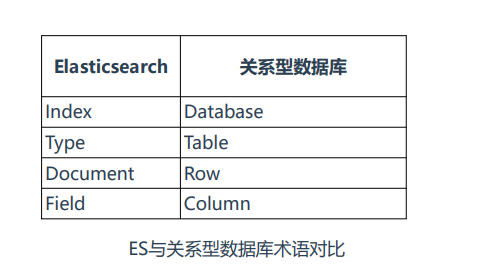 Elasticsearch 关系型数据库
Index Database
Type Table
Document Row
Field Column
ES与关系型数据库术语对比